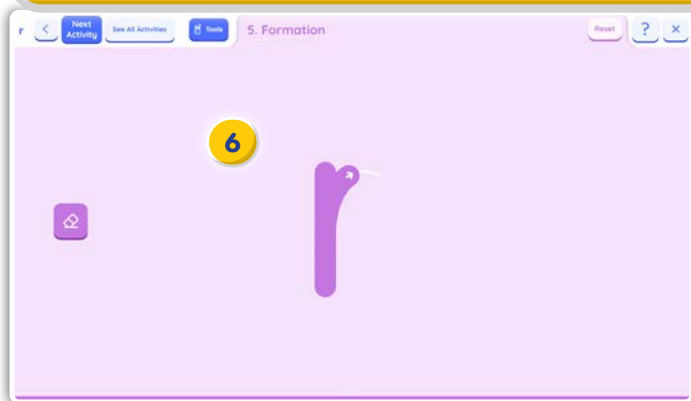 r < Next Activity See All Activities Tools 5. Formation Reset ? ×
6
r